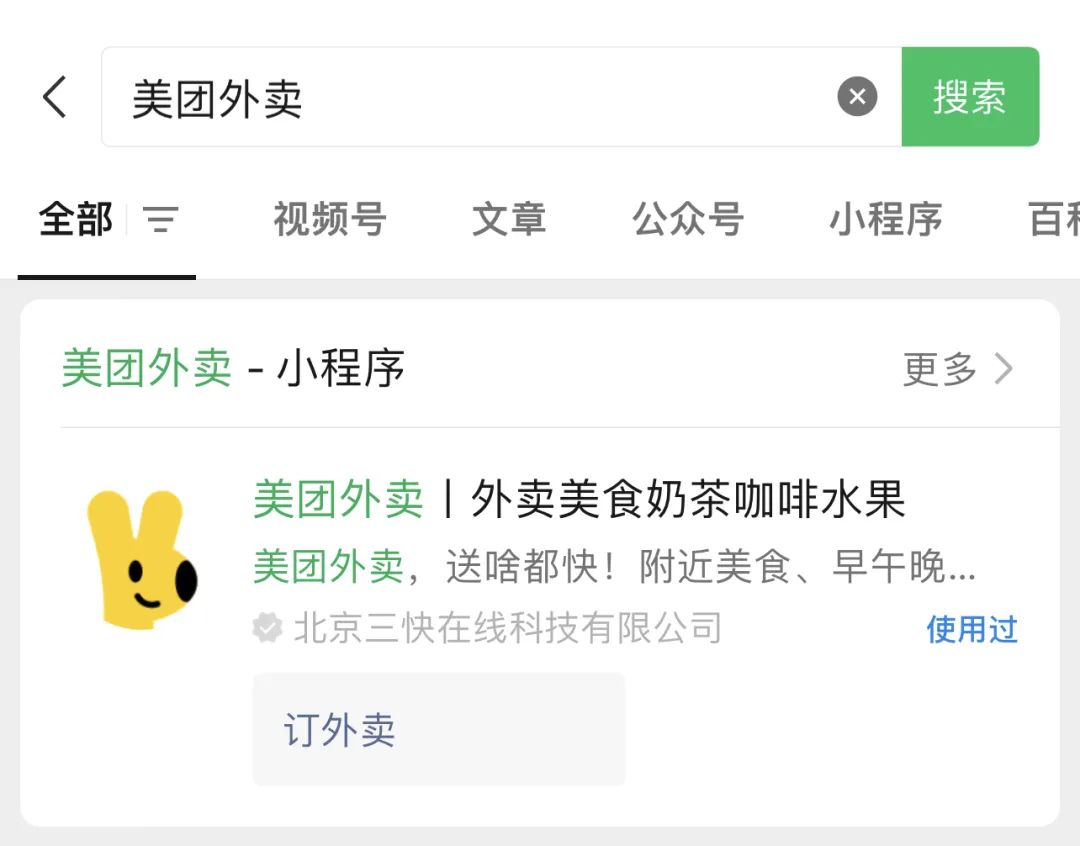 美团外卖 搜索
全部 视频号 文章 公众号 小程序 百科
美团外卖 - 小程序 更多
美团外卖丨外卖美食奶茶咖啡水果
美团外卖，送啥都快！附近美食、早午晚...
北京三快在线科技有限公司 使用过
订外卖